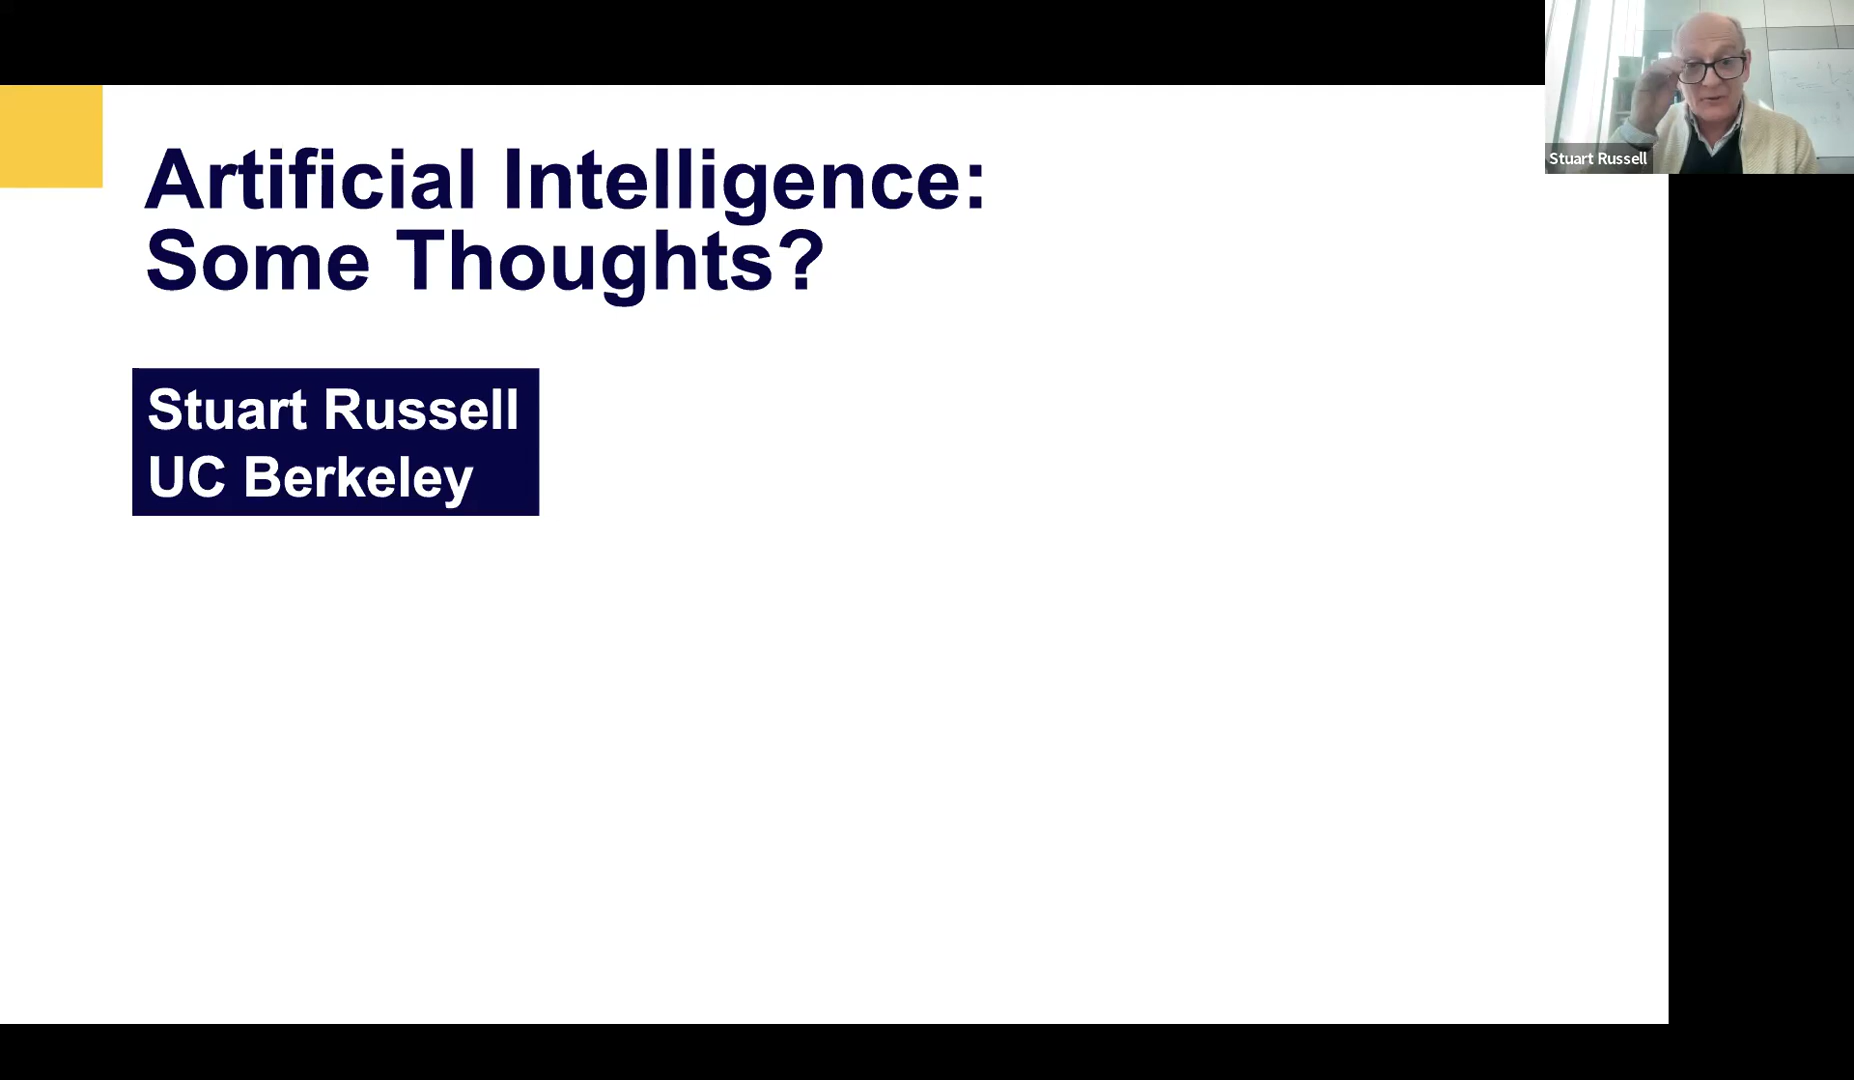 Artificial Intelligence:
Some Thoughts?
Stuart Russell
UC Berkeley
Stuart Russell